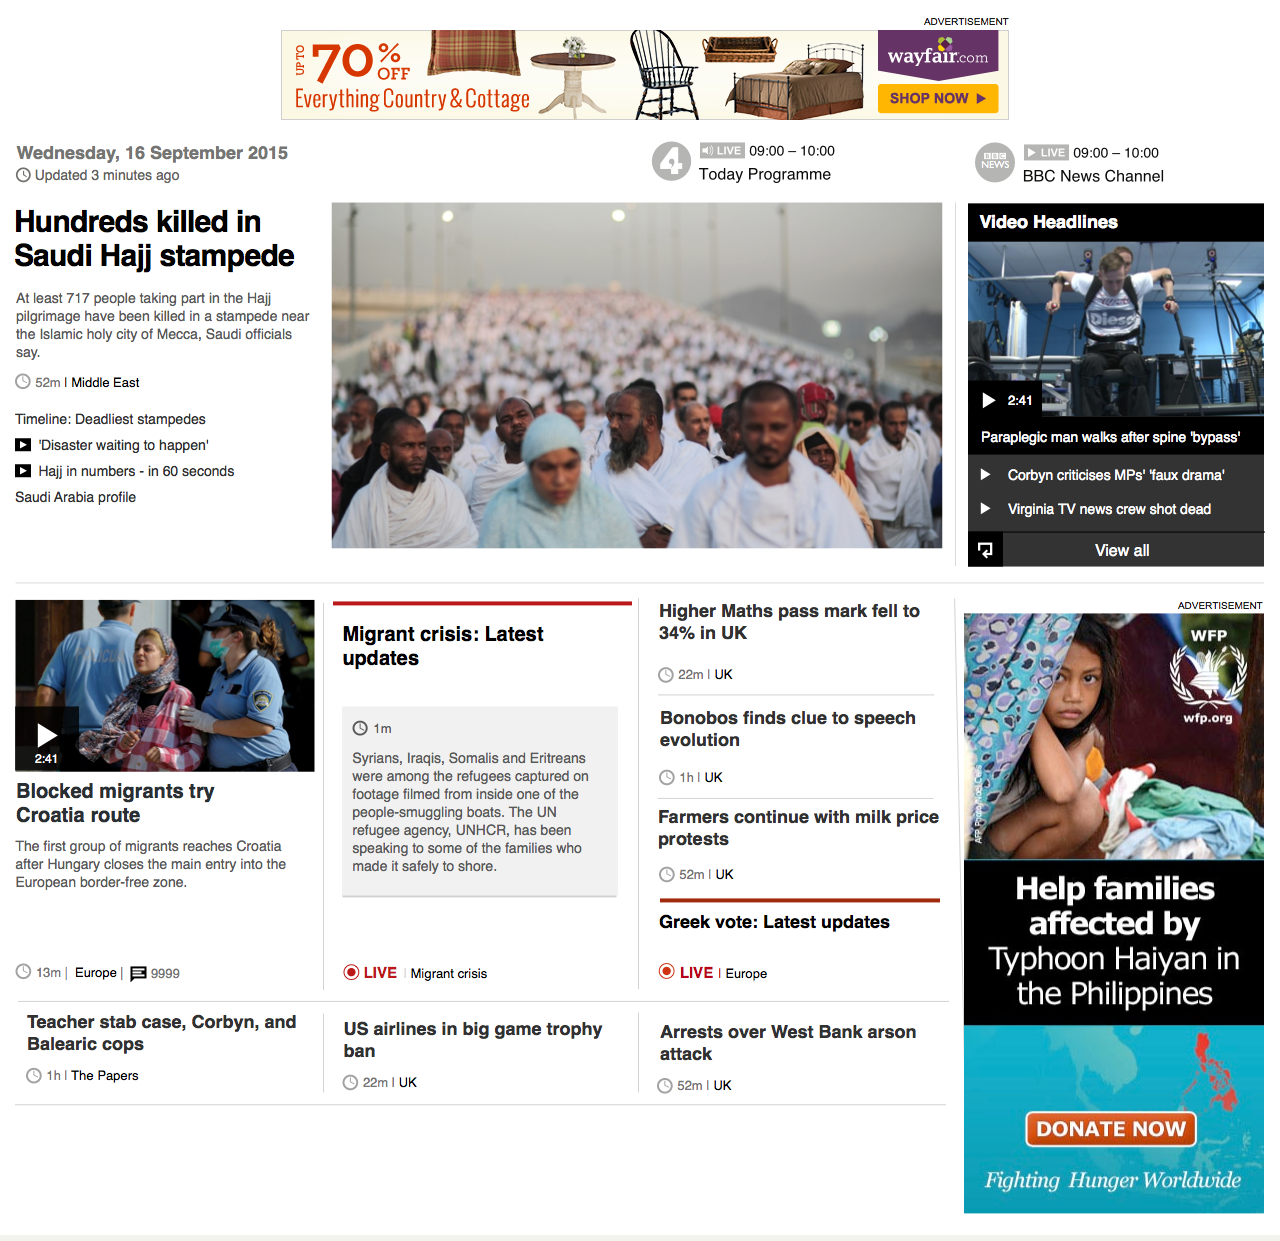 ADVERTISEMENT
UP TO 70% OFF
Everything Country & Cottage
wayfair.com
SHOP NOW
Wednesday, 16 September 2015
Updated 3 minutes ago
4
LIVE 09:00 – 10:00
Today Programme
BBC
NEWS
LIVE 09:00 – 10:00
BBC News Channel
Hundreds killed in
Saudi Hajj stampede
At least 717 people taking part in the Hajj
pilgrimage have been killed in a stampede near
the Islamic holy city of Mecca, Saudi officials
say.
52m | Middle East
Timeline: Deadliest stampedes
'Disaster waiting to happen'
Hajj in numbers - in 60 seconds
Saudi Arabia profile
Video Headlines
Diesel
2:41
Paraplegic man walks after spine 'bypass'
Corbyn criticises MPs' 'faux drama'
Virginia TV news crew shot dead
View all
2:41
Blocked migrants try
Croatia route
The first group of migrants reaches Croatia
after Hungary closes the main entry into the
European border-free zone.
13m | Europe | 9999
Migrant crisis: Latest
updates
1m
Syrians, Iraqis, Somalis and Eritreans
were among the refugees captured on
footage filmed from inside one of the
people-smuggling boats. The UN
refugee agency, UNHCR, has been
speaking to some of the families who
made it safely to shore.
LIVE | Migrant crisis
Higher Maths pass mark fell to
34% in UK
22m | UK
Bonobos finds clue to speech
evolution
1h | UK
Farmers continue with milk price
protests
52m | UK
Greek vote: Latest updates
LIVE | Europe
Teacher stab case, Corbyn, and
Balearic cops
1h | The Papers
US airlines in big game trophy
ban
22m | UK
Arrests over West Bank arson
attack
52m | UK
ADVERTISEMENT
WFP
wfp.org
Help families
affected by
Typhoon Haiyan in
the Philippines
DONATE NOW
Fighting Hunger Worldwide